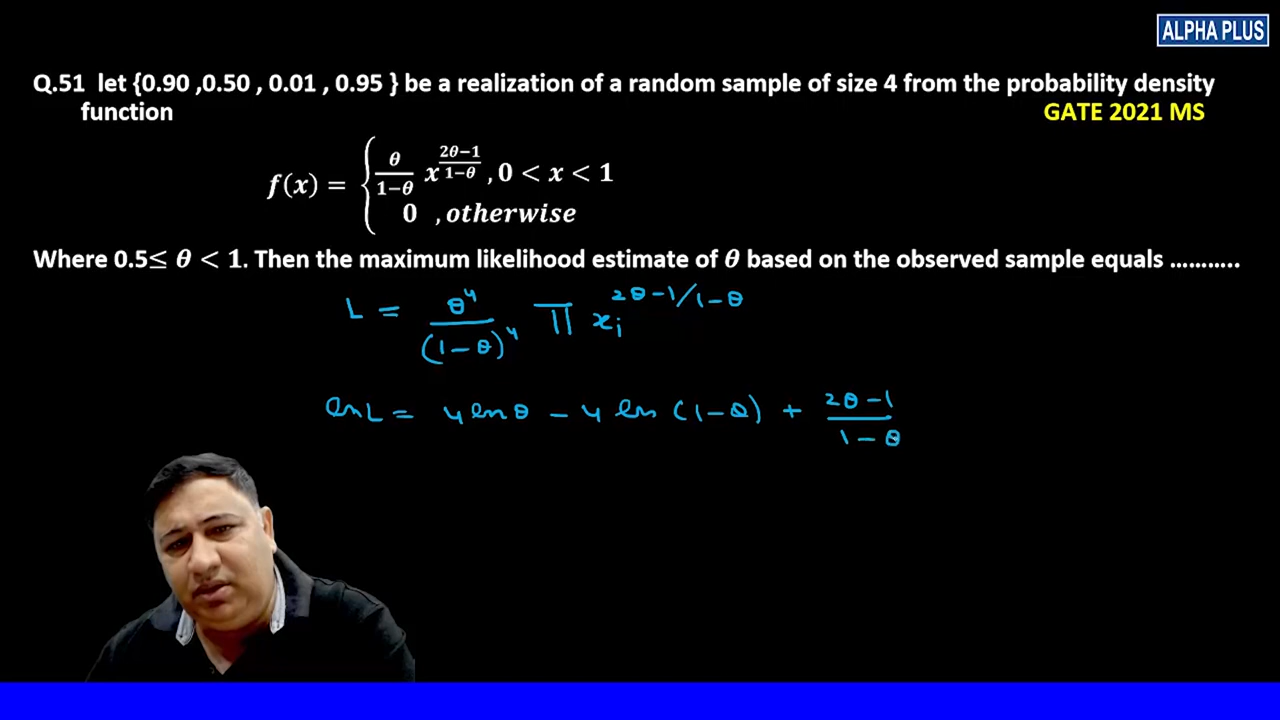 ALPHA PLUS
Q.51 let {0.90 ,0.50 , 0.01 , 0.95 } be a realization of a random sample of size 4 from the probability density
function GATE 2021 MS
f(x) = { θ/(1−θ) x^((2θ−1)/(1−θ)) , 0 < x < 1
0 , otherwise
Where 0.5≤ θ < 1. Then the maximum likelihood estimate of θ based on the observed sample equals ………..
L = θ^4/(1−θ)^4 ∏ x_i^(2θ−1/1−θ)
lnL = 4 ln θ − 4 ln (1−θ) + (2θ−1)/(1−θ)